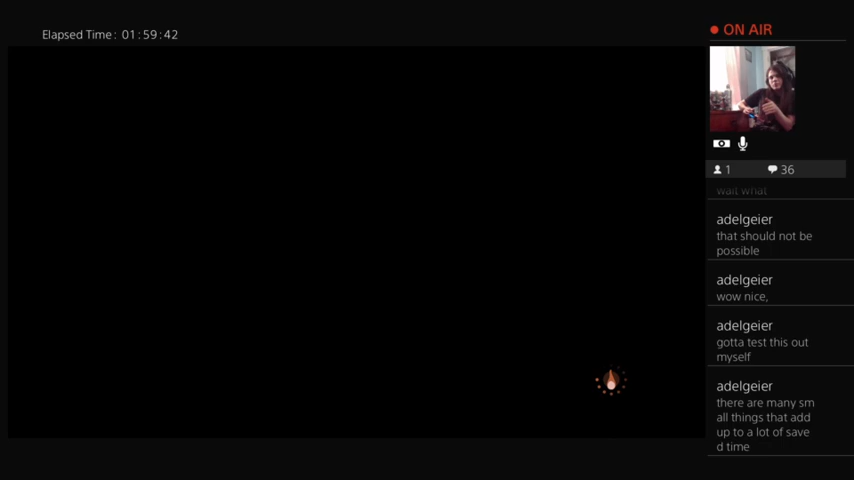 Elapsed Time: 01:59:42
ON AIR
1
36
wait what
adelgeier
that should not be
possible
adelgeier
wow nice,
adelgeier
gotta test this out
myself
adelgeier
there are many sm
all things that add
up to a lot of save
d time